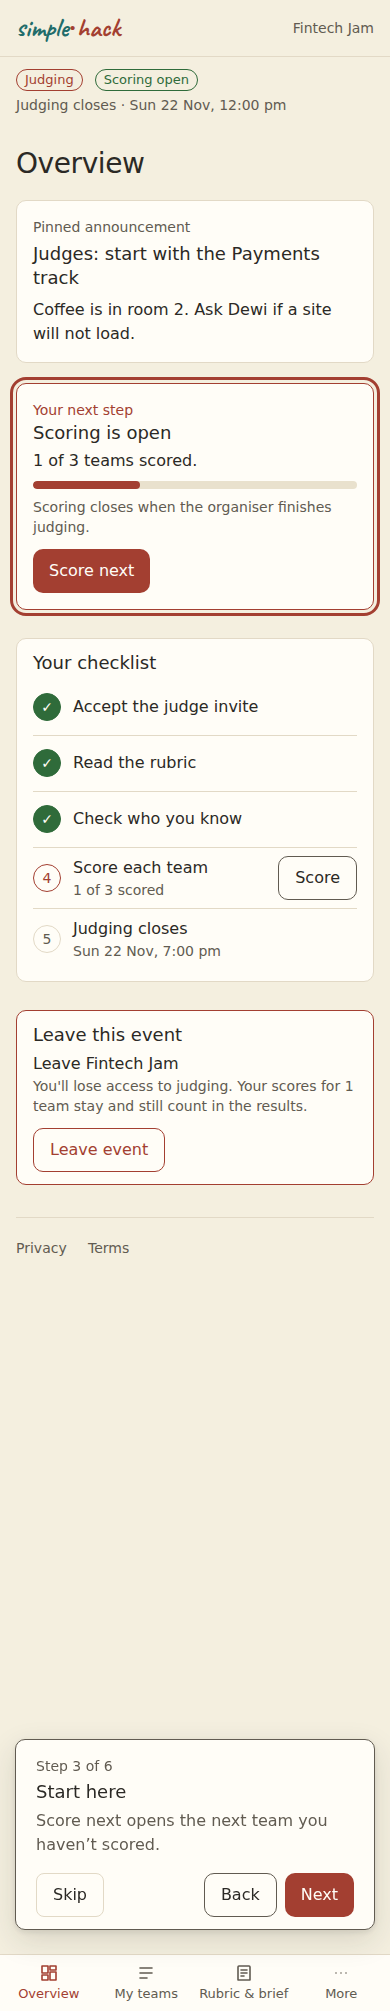 simple·hack
Fintech Jam
Judging
Scoring open
Judging closes · Sun 22 Nov, 12:00 pm
Overview
Pinned announcement
Judges: start with the Payments
track
Coffee is in room 2. Ask Dewi if a site
will not load.
Your next step
Scoring is open
1 of 3 teams scored.
Scoring closes when the organiser finishes
judging.
Score next
Your checklist
✓ Accept the judge invite
✓ Read the rubric
✓ Check who you know
4 Score each team
1 of 3 scored
Score
5 Judging closes
Sun 22 Nov, 7:00 pm
Leave this event
Leave Fintech Jam
You'll lose access to judging. Your scores for 1
team stay and still count in the results.
Leave event
Privacy Terms
Step 3 of 6
Start here
Score next opens the next team you
haven’t scored.
Skip Back Next
Overview My teams Rubric & brief More